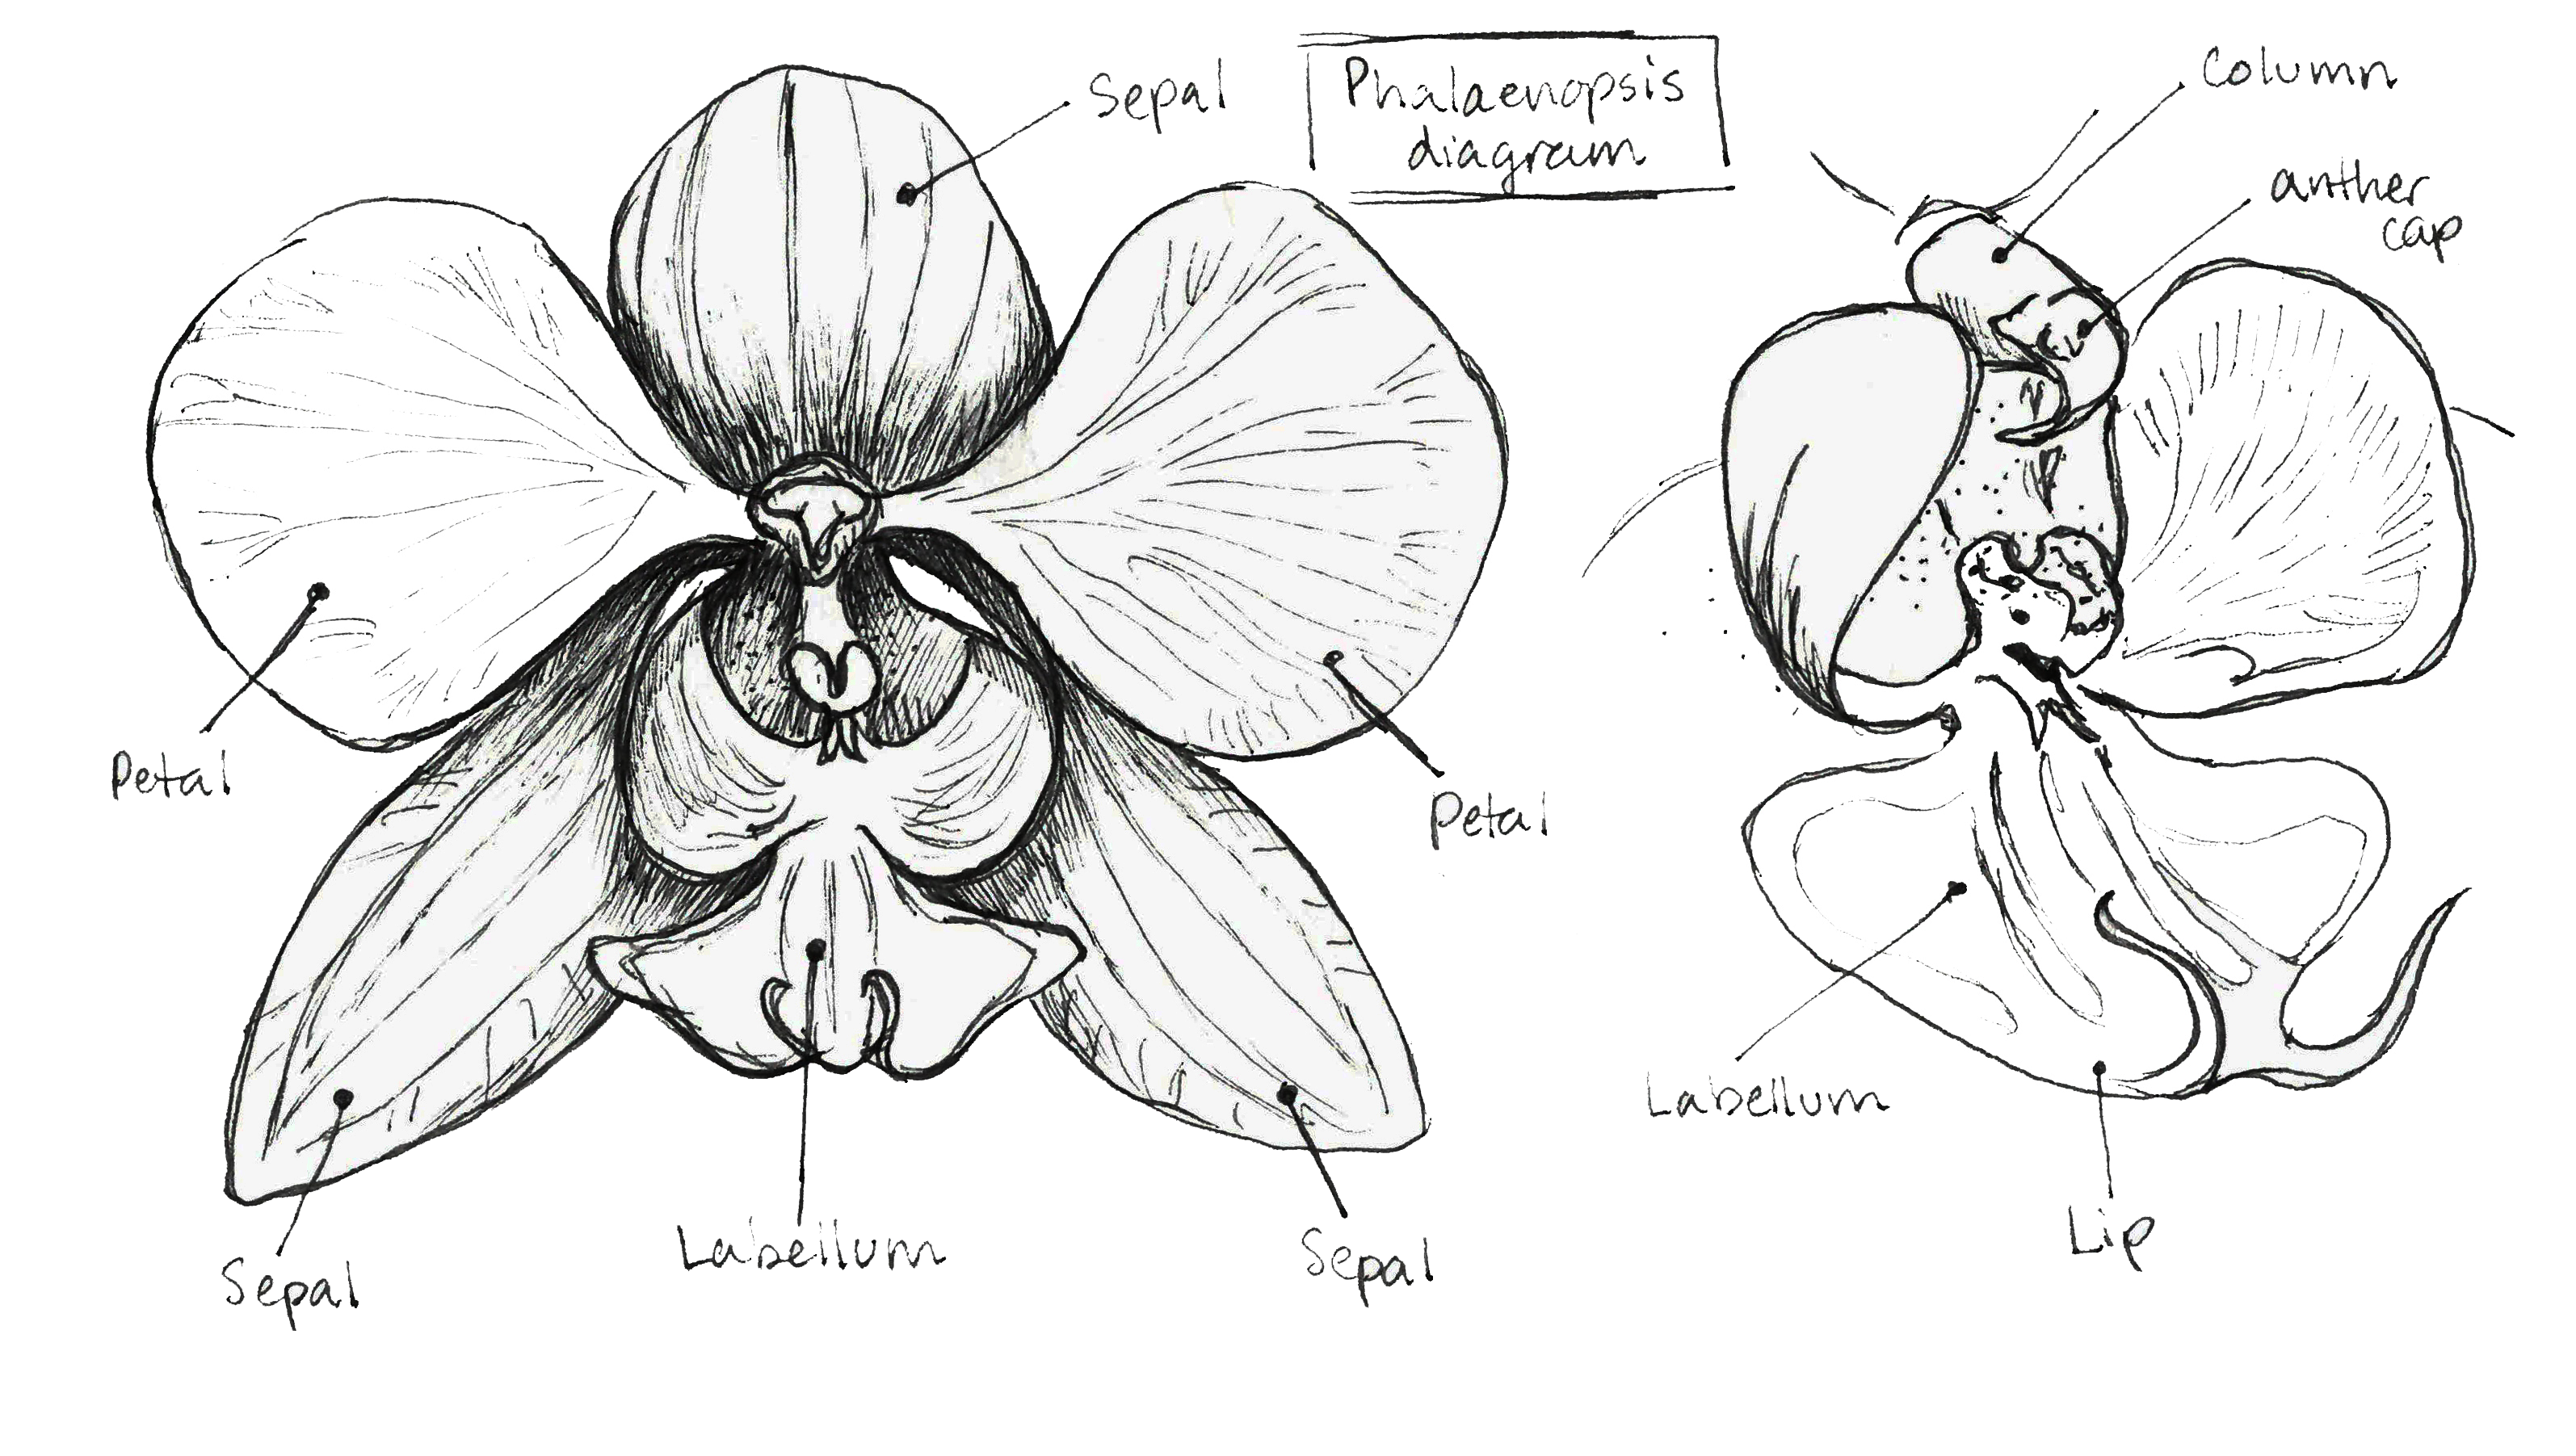 Sepal
Phalaenopsis
diagram
Column
anther
cap
Petal
Petal
Labellum
Sepal
Labellum
Sepal
Lip